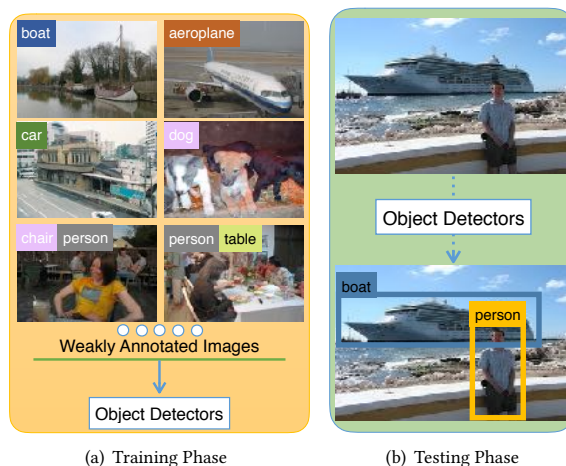 boat
aeroplane
car
dog
chair person
person table
Weakly Annotated Images
Object Detectors
(a) Training Phase
Object Detectors
boat
person
(b) Testing Phase